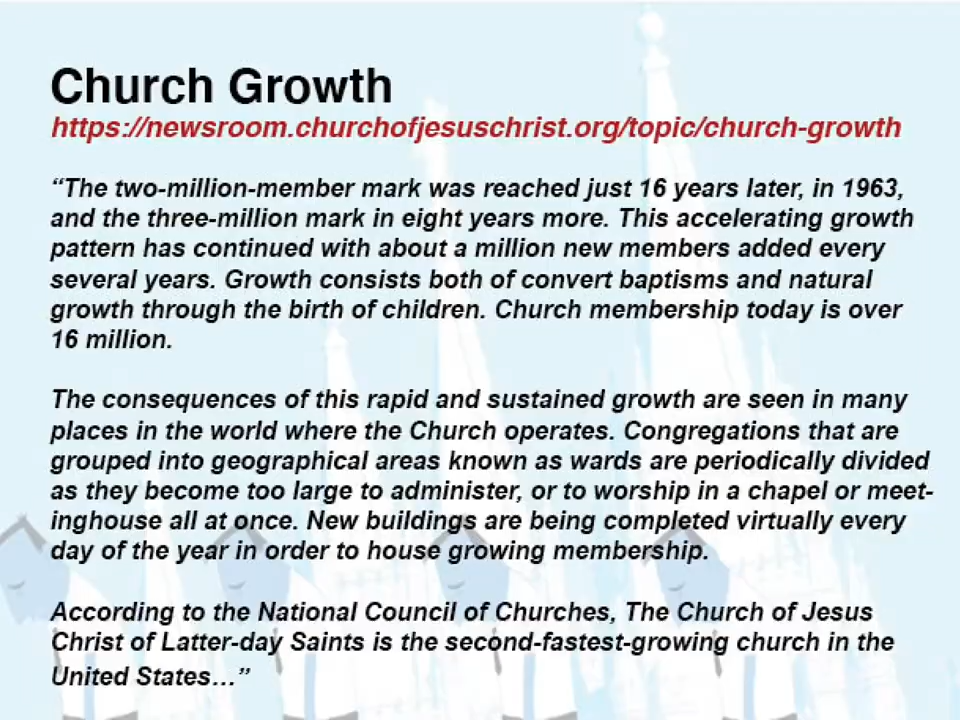 Church Growth
https://newsroom.churchofjesuschrist.org/topic/church-growth
“The two-million-member mark was reached just 16 years later, in 1963,
and the three-million mark in eight years more. This accelerating growth
pattern has continued with about a million new members added every
several years. Growth consists both of convert baptisms and natural
growth through the birth of children. Church membership today is over
16 million.
The consequences of this rapid and sustained growth are seen in many
places in the world where the Church operates. Congregations that are
grouped into geographical areas known as wards are periodically divided
as they become too large to administer, or to worship in a chapel or meet-
inghouse all at once. New buildings are being completed virtually every
day of the year in order to house growing membership.
According to the National Council of Churches, The Church of Jesus
Christ of Latter-day Saints is the second-fastest-growing church in the
United States…”